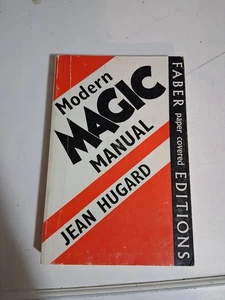 Modern
MAGIC
MANUAL
JEAN HUGARD
FABER paper covered EDITIONS